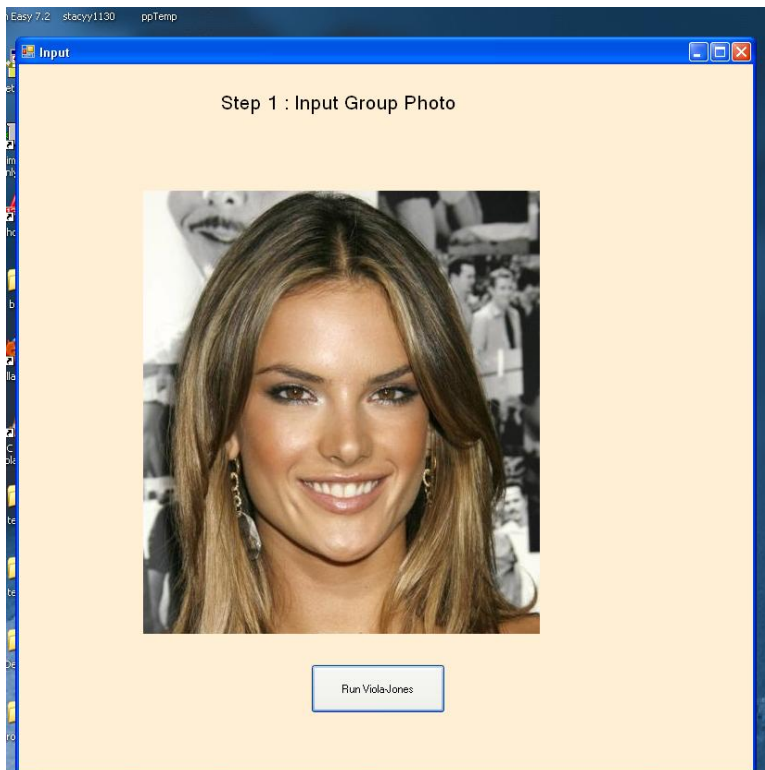 Easy 7.2 stacyy1130 ppTemp
Input
Step 1 : Input Group Photo
Run Viola-Jones